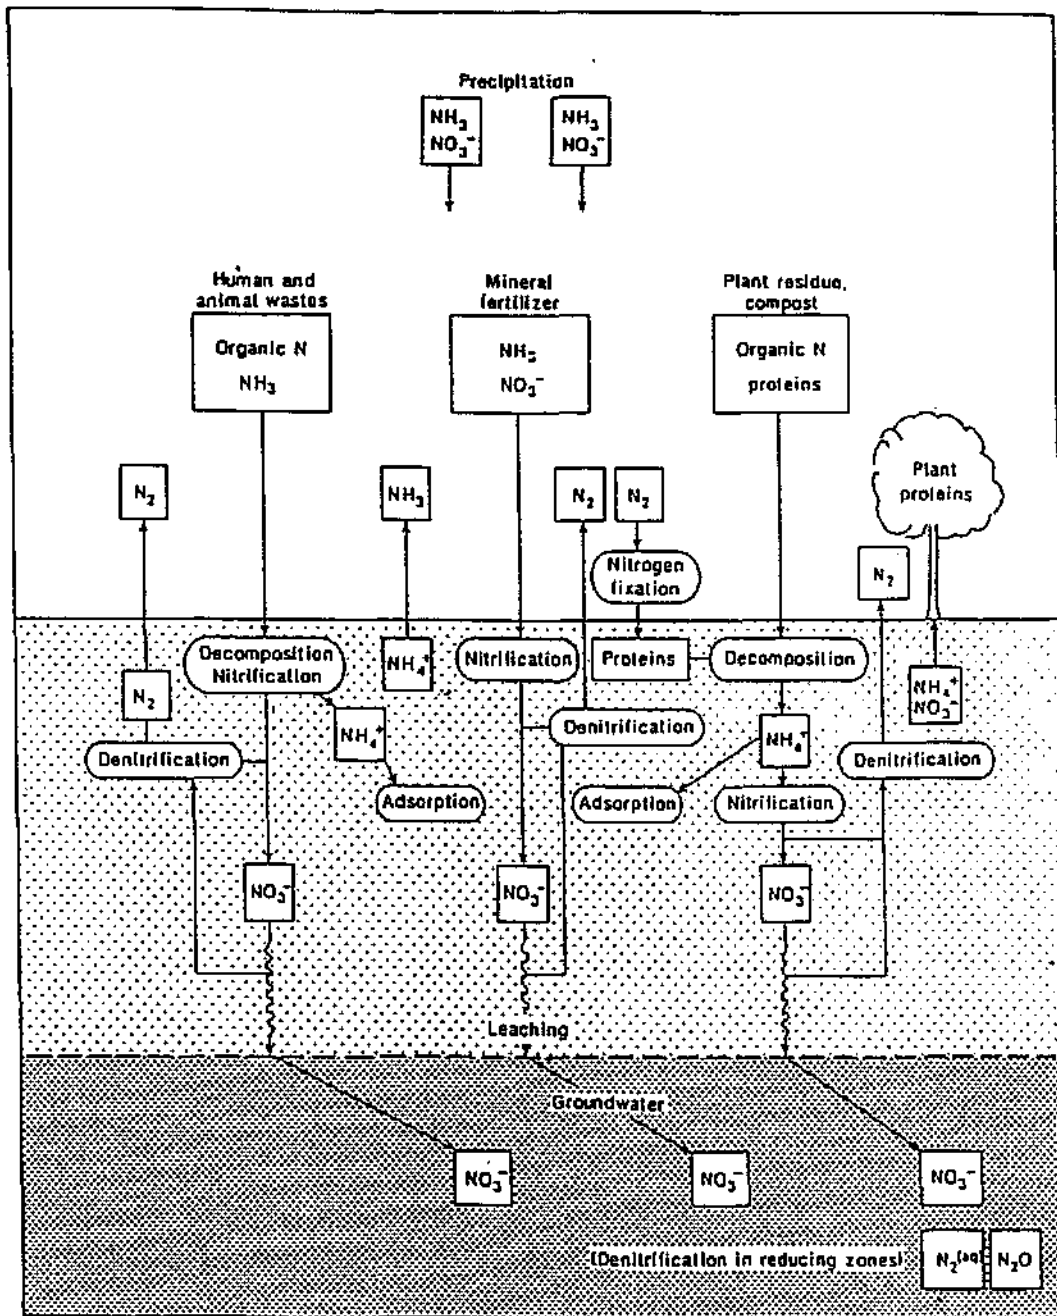 Precipitation
NH₃
NO₃⁻
NH₃
NO₃⁻
Human and
animal wastes
Organic N
NH₃
Mineral
fertilizer
NH₃
NO₃⁻
Plant residue,
compost
Organic N
proteins
N₂
NH₃
N₂
N₂
Plant
proteins
Nitrogen
fixation
N₂
Decomposition
Nitrification
NH₄⁺
Nitrification
Proteins
Decomposition
NH₄⁺
NO₃⁻
N₂
NH₄⁺
Denitrification
NH₄⁺
Denitrification
Denitrification
Adsorption
Adsorption
Nitrification
NO₃⁻
NO₃⁻
NO₃⁻
Leaching
Groundwater
NO₃⁻
NO₃⁻
NO₃⁻
(Denitrification in reducing zones)
N₂(aq)
N₂O